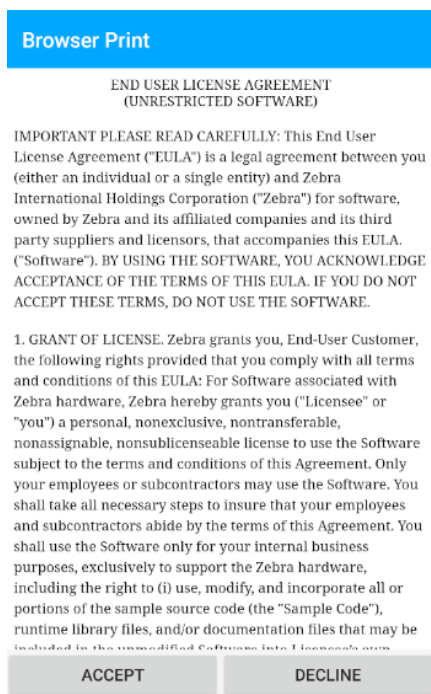 Browser Print
END USER LICENSE AGREEMENT
(UNRESTRICTED SOFTWARE)
IMPORTANT PLEASE READ CAREFULLY: This End User
License Agreement ("EULA") is a legal agreement between you
(either an individual or a single entity) and Zebra
International Holdings Corporation ("Zebra") for software,
owned by Zebra and its affiliated companies and its third
party suppliers and licensors, that accompanies this EULA.
("Software"). BY USING THE SOFTWARE, YOU ACKNOWLEDGE
ACCEPTANCE OF THE TERMS OF THIS EULA. IF YOU DO NOT
ACCEPT THESE TERMS, DO NOT USE THE SOFTWARE.
1. GRANT OF LICENSE. Zebra grants you, End-User Customer,
the following rights provided that you comply with all terms
and conditions of this EULA: For Software associated with
Zebra hardware, Zebra hereby grants you ("Licensee" or
"you") a personal, nonexclusive, nontransferable,
nonassignable, nonsublicenseable license to use the Software
subject to the terms and conditions of this Agreement. Only
your employees or subcontractors may use the Software. You
shall take all necessary steps to insure that your employees
and subcontractors abide by the terms of this Agreement. You
shall use the Software only for your internal business
purposes, exclusively to support the Zebra hardware,
including the right to (i) use, modify, and incorporate all or
portions of the sample source code (the "Sample Code"),
runtime library files, and/or documentation files that may be
included in the unmodified Software into Licensee's own
ACCEPT
DECLINE